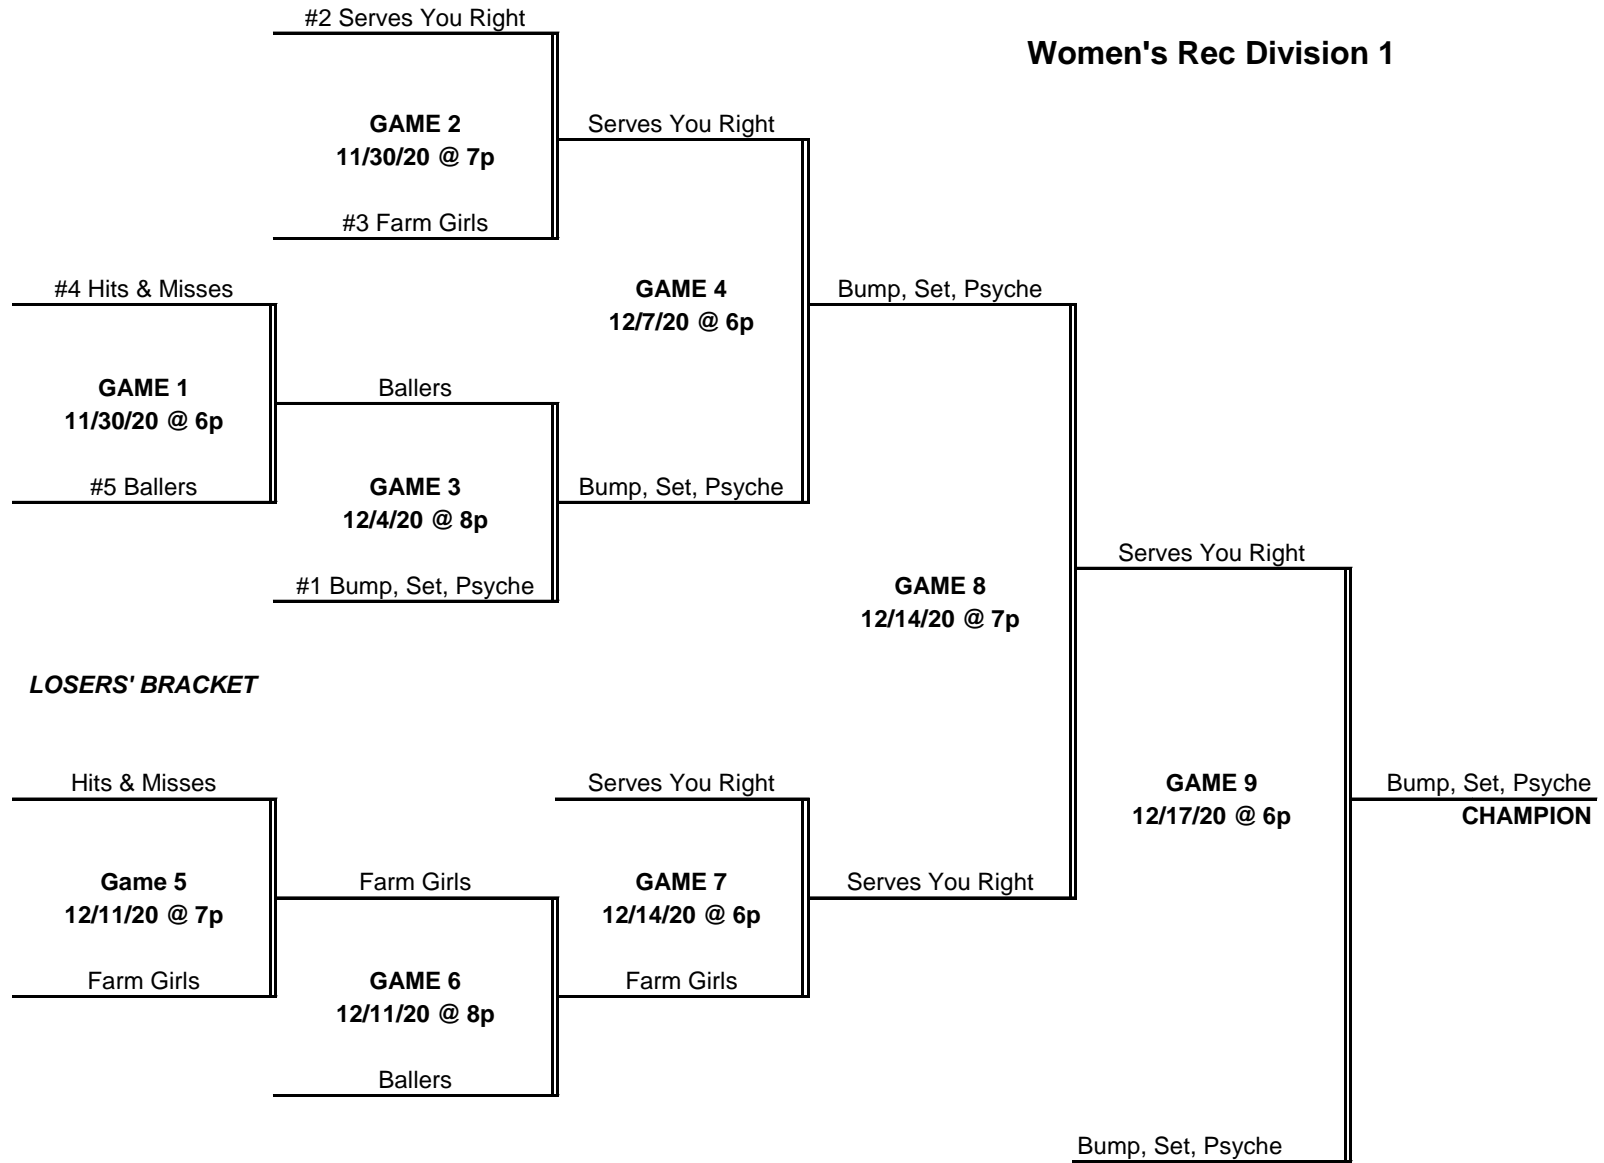 #2 Serves You Right
Women's Rec Division 1
GAME 2
11/30/20 @ 7p
Serves You Right
#3 Farm Girls
#4 Hits & Misses
GAME 4
12/7/20 @ 6p
Bump, Set, Psyche
GAME 1
11/30/20 @ 6p
Ballers
#5 Ballers
GAME 3
12/4/20 @ 8p
Bump, Set, Psyche
#1 Bump, Set, Psyche
GAME 8
12/14/20 @ 7p
Serves You Right
LOSERS' BRACKET
Hits & Misses
Serves You Right
GAME 9
12/17/20 @ 6p
Bump, Set, Psyche
CHAMPION
Game 5
12/11/20 @ 7p
Farm Girls
GAME 7
12/14/20 @ 6p
Serves You Right
Farm Girls
GAME 6
12/11/20 @ 8p
Farm Girls
Ballers
Bump, Set, Psyche